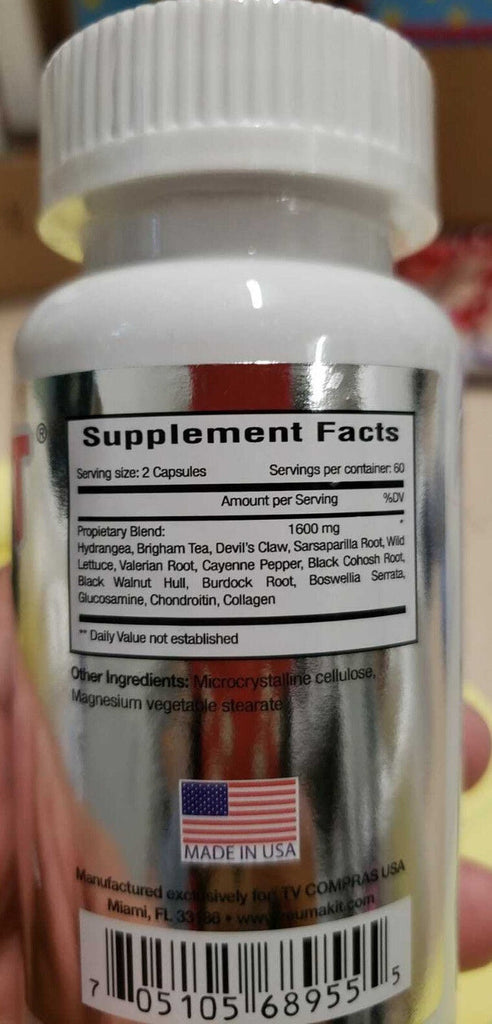 ®
Supplement Facts
Serving size: 2 Capsules Servings per container: 60
Amount per Serving %DV
Propietary Blend: 1600 mg *
Hydrangea, Brigham Tea, Devil's Claw, Sarsaparilla Root, Wild
Lettuce, Valerian Root, Cayenne Pepper, Black Cohosh Root,
Black Walnut Hull, Burdock Root, Boswellia Serrata,
Glucosamine, Chondroitin, Collagen
** Daily Value not established
Other Ingredients: Microcrystalline cellulose,
Magnesium vegetable stearate
MADE IN USA
Manufactured exclusively for: TV COMPRAS USA
Miami, FL •
7 05105 68955 5